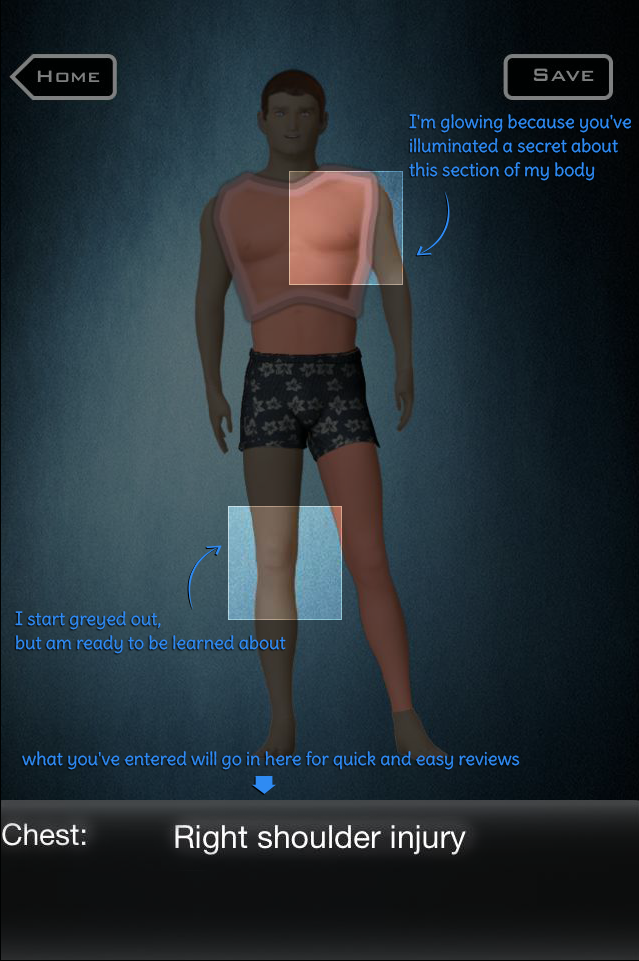 HOME
SAVE
I'm glowing because you've
illuminated a secret about
this section of my body
I start greyed out,
but am ready to be learned about
what you've entered will go in here for quick and easy reviews
Chest: Right shoulder injury